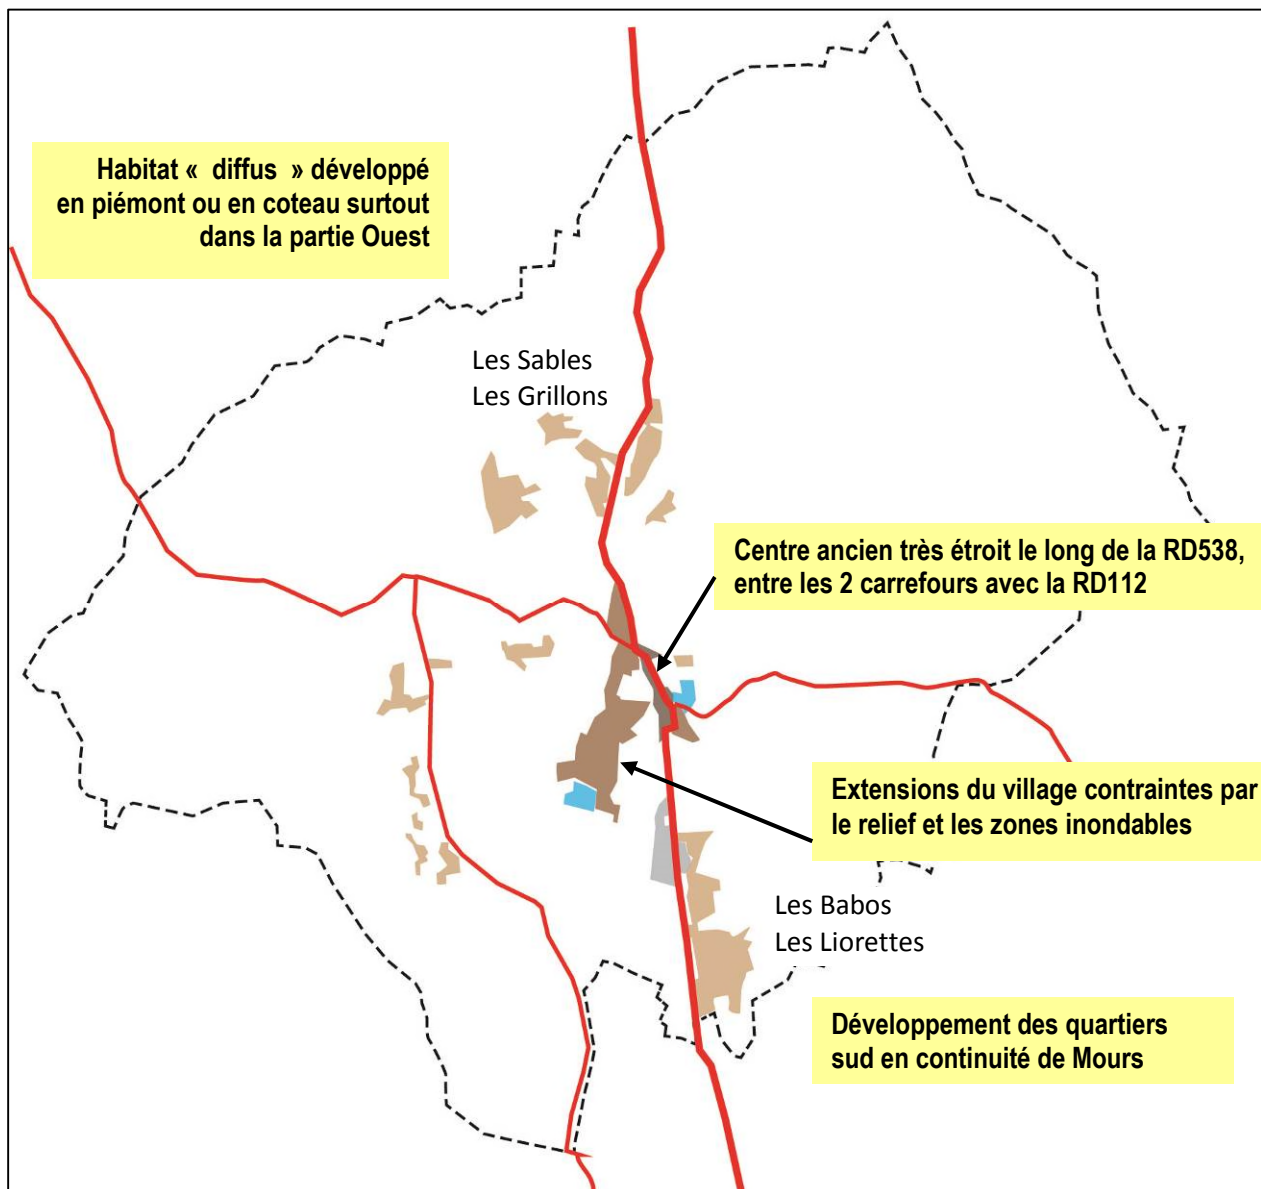 Habitat «  diffus  » développé
en piémont ou en coteau surtout
dans la partie Ouest
Les Sables
Les Grillons
Centre ancien très étroit le long de la RD538,
entre les 2 carrefours avec la RD112
Extensions du village contraintes par
le relief et les zones inondables
Les Babos
Les Liorettes
Développement des quartiers
sud en continuité de Mours